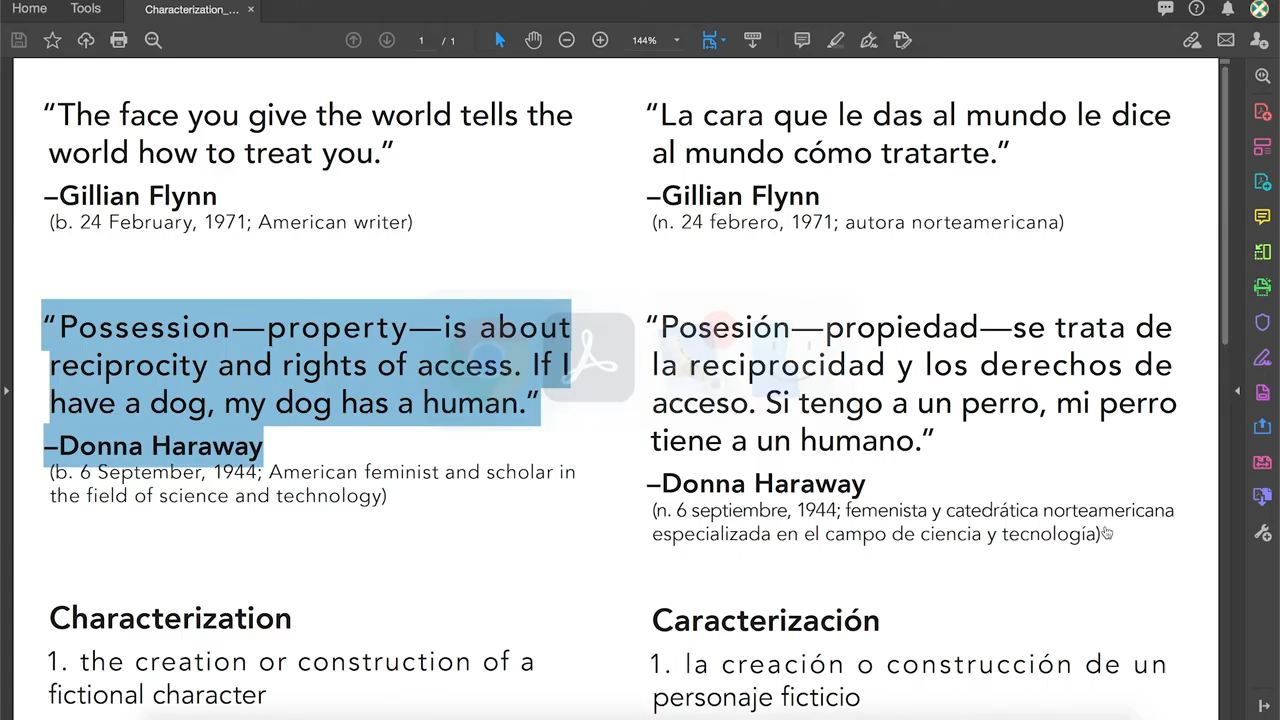 Home Tools Characterization_... ×
1 / 1 144%
“The face you give the world tells the
world how to treat you.”
–Gillian Flynn
(b. 24 February, 1971; American writer)
“Possession—property—is about
reciprocity and rights of access. If I
have a dog, my dog has a human.”
–Donna Haraway
(b. 6 September, 1944; American feminist and scholar in
the field of science and technology)
Characterization
1. the creation or construction of a
fictional character
“La cara que le das al mundo le dice
al mundo cómo tratarte.”
–Gillian Flynn
(n. 24 febrero, 1971; autora norteamericana)
“Posesión—propiedad—se trata de
la reciprocidad y los derechos de
acceso. Si tengo a un perro, mi perro
tiene a un humano.”
–Donna Haraway
(n. 6 septiembre, 1944; femenista y catedrática norteamericana
especializada en el campo de ciencia y tecnología)
Caracterización
1. la creación o construcción de un
personaje ficticio